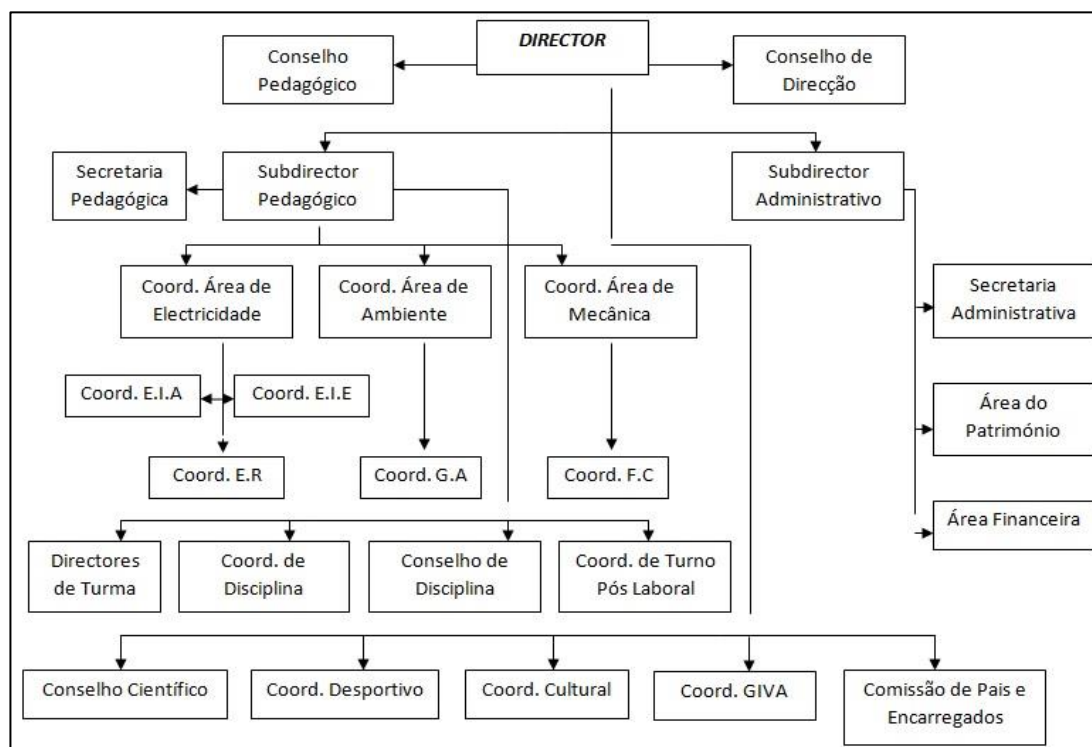 DIRECTOR
Conselho
Pedagógico
Conselho de
Direcção
Secretaria
Pedagógica
Subdirector
Pedagógico
Subdirector
Administrativo
Coord. Área de
Electricidade
Coord. Área de
Ambiente
Coord. Área de
Mecânica
Secretaria
Administrativa
Coord. E.I.A
Coord. E.I.E
Área do
Património
Coord. E.R
Coord. G.A
Coord. F.C
Área Financeira
Directores
de Turma
Coord. de
Disciplina
Conselho de
Disciplina
Coord. de Turno
Pós Laboral
Conselho Científico
Coord. Desportivo
Coord. Cultural
Coord. GIVA
Comissão de Pais e
Encarregados